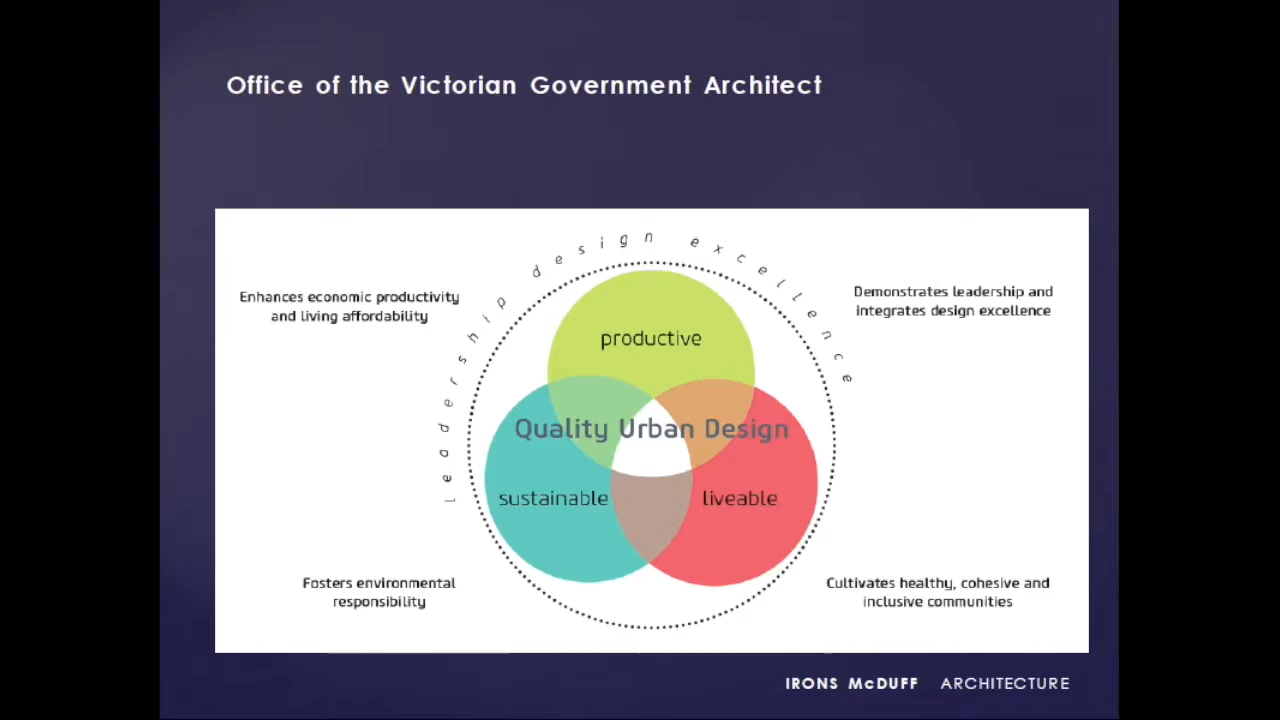 Office of the Victorian Government Architect
leadership design excellence
Enhances economic productivity
and living affordability
Demonstrates leadership and
integrates design excellence
productive
Quality Urban Design
sustainable
liveable
Fosters environmental
responsibility
Cultivates healthy, cohesive and
inclusive communities
IRONS McDUFF ARCHITECTURE